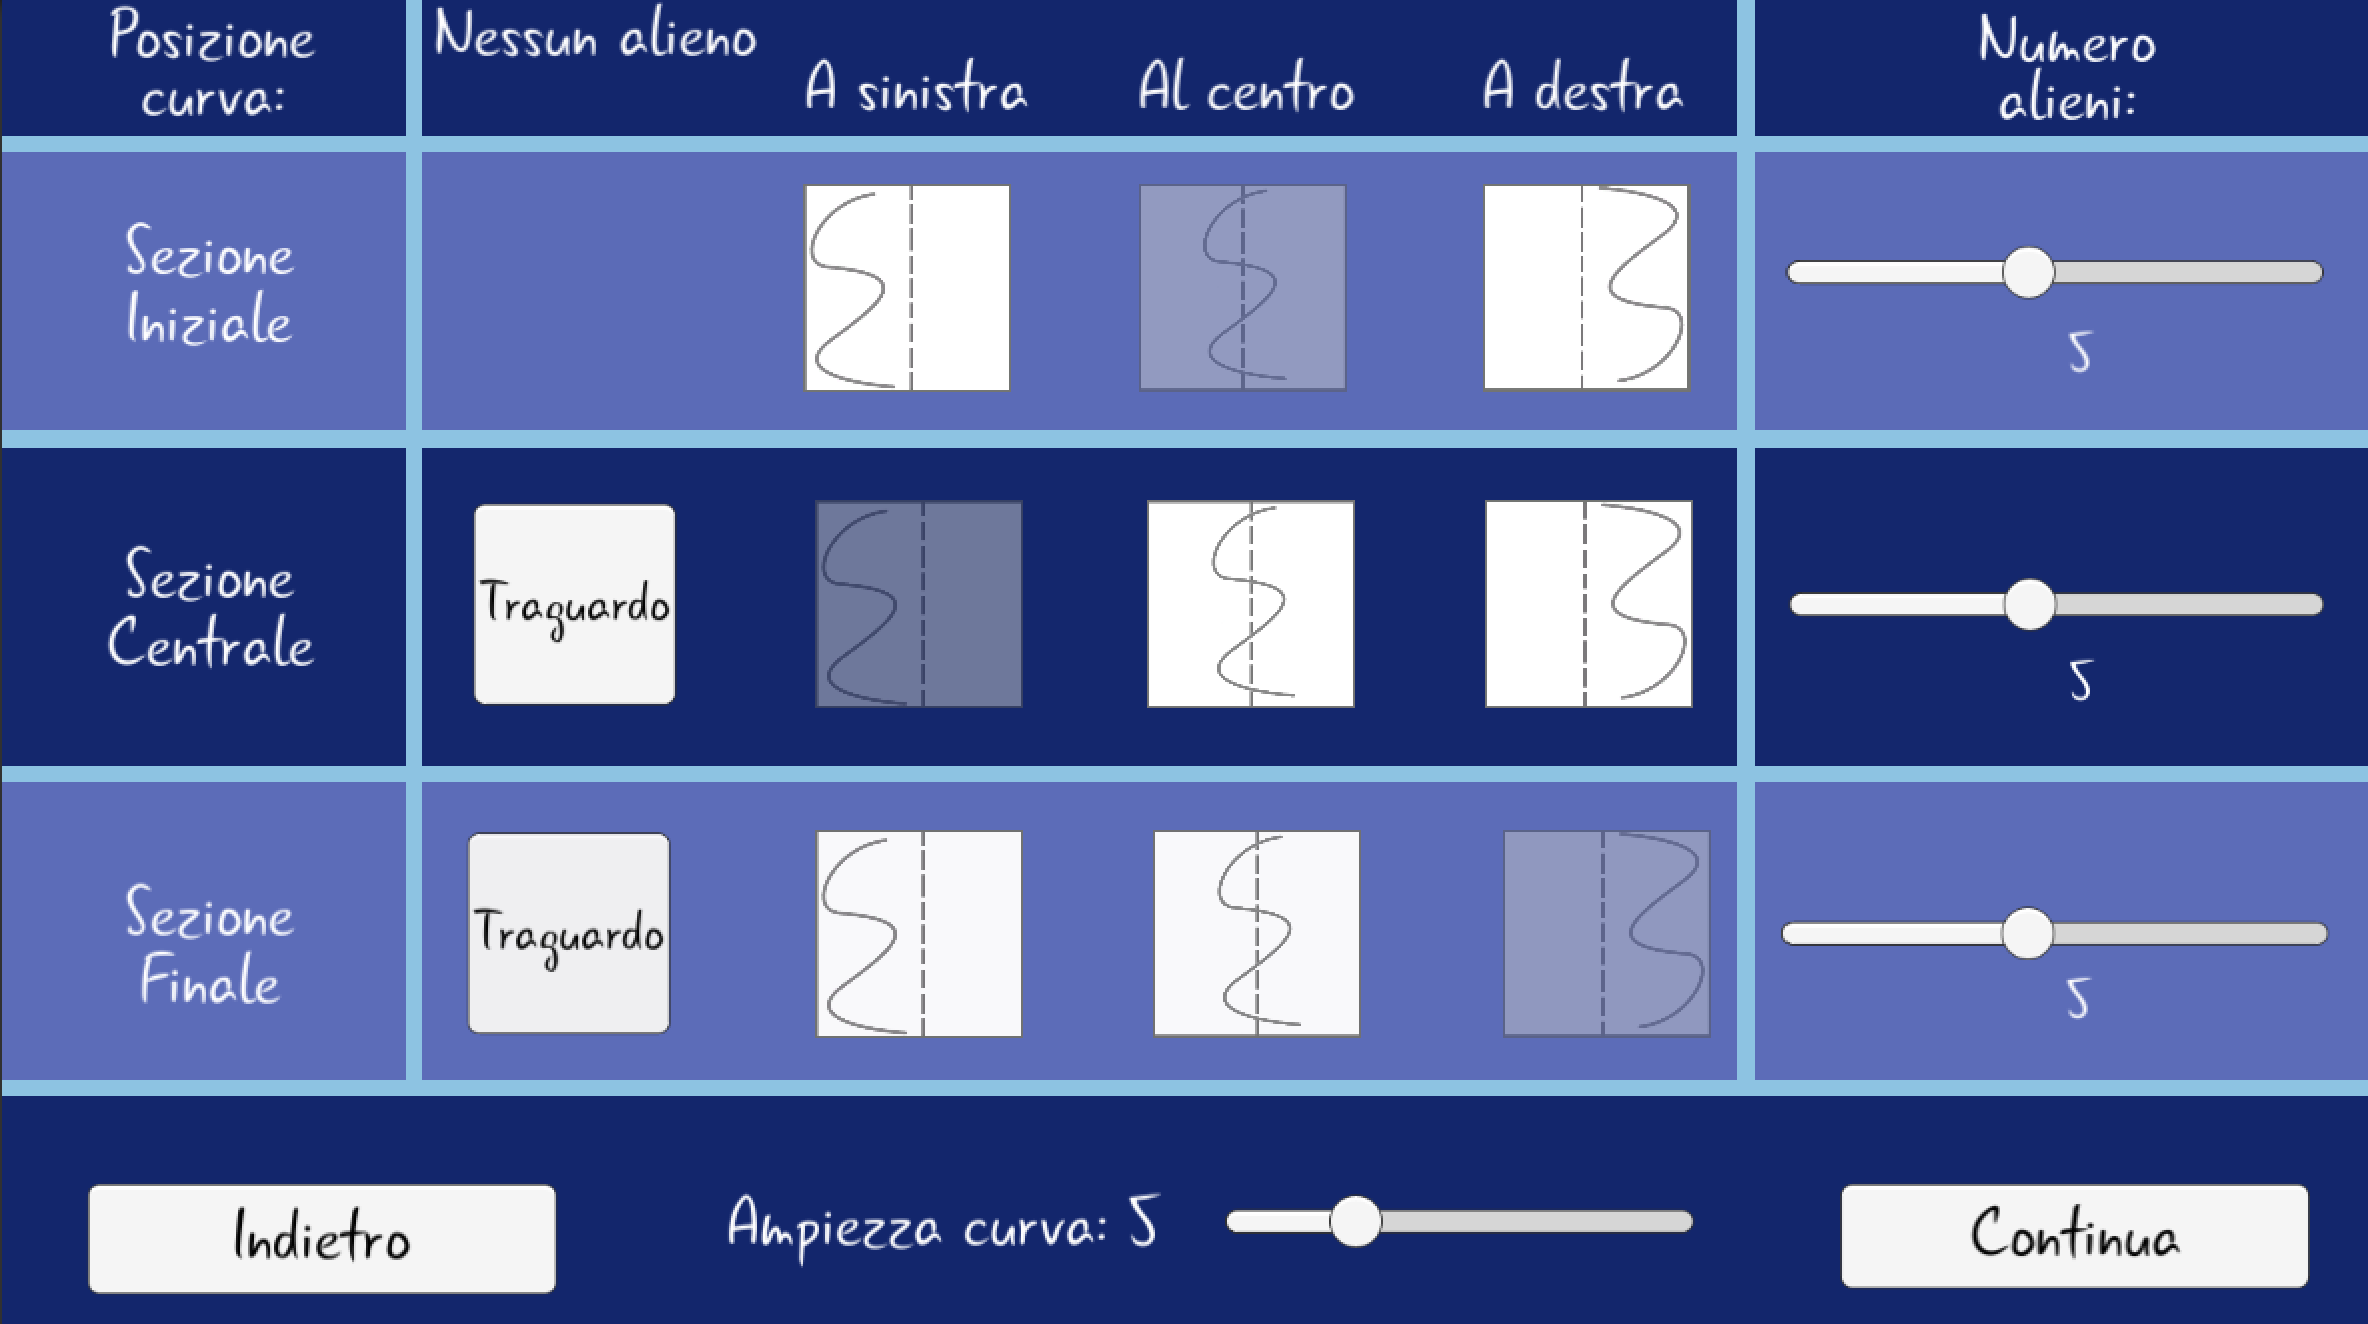 Posizione
curva:
Nessun alieno
A sinistra
Al centro
A destra
Numero
alieni:
Sezione
Iniziale
5
Sezione
Centrale
Traguardo
5
Sezione
Finale
Traguardo
5
Indietro
Ampiezza curva: 5
Continua